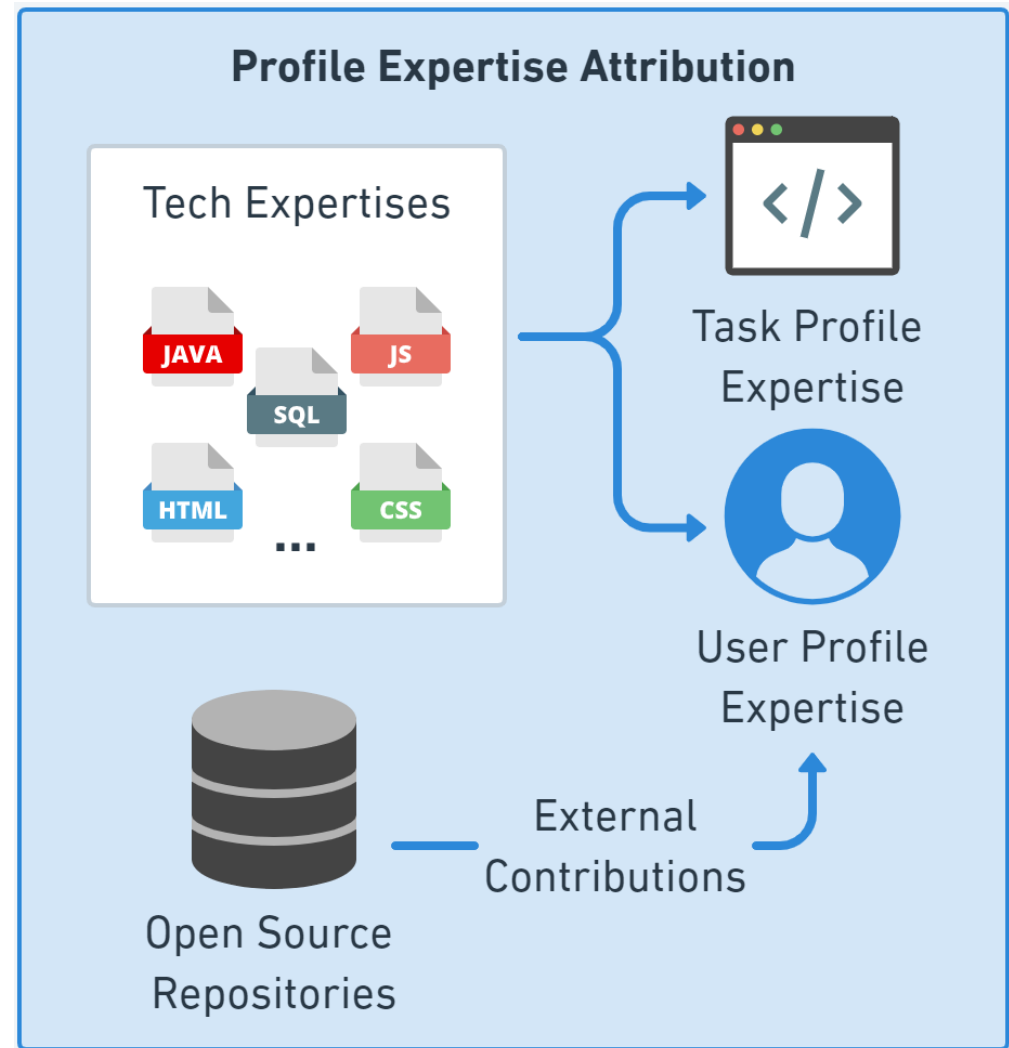 Profile Expertise Attribution
Tech Expertises
JAVA
JS
SQL
HTML
CSS
...
</>
Task Profile
Expertise
User Profile
Expertise
External
Contributions
Open Source
Repositories